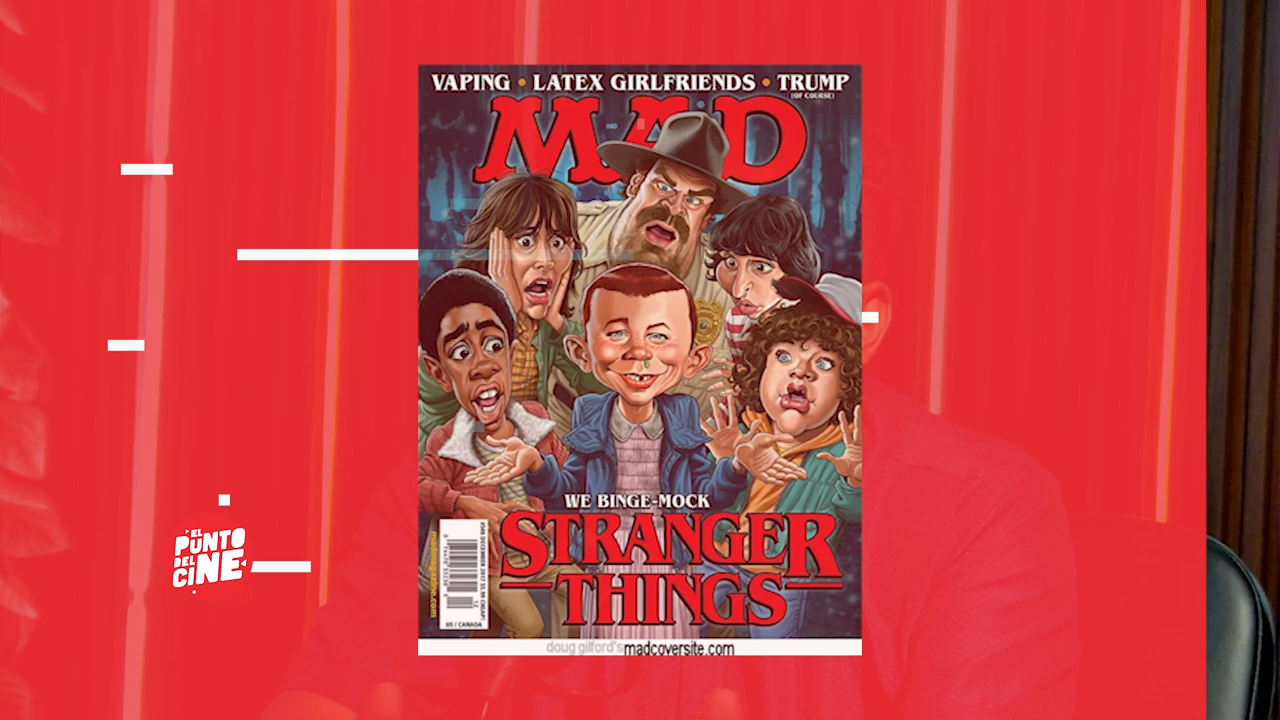 VAPING • LATEX GIRLFRIENDS • TRUMP
(OF COURSE)
MAD
WE BINGE-MOCK
STRANGER
THINGS
US / CANADA
doug gilford's madcoversite.com
EL
PUNTO
DEL
CINE